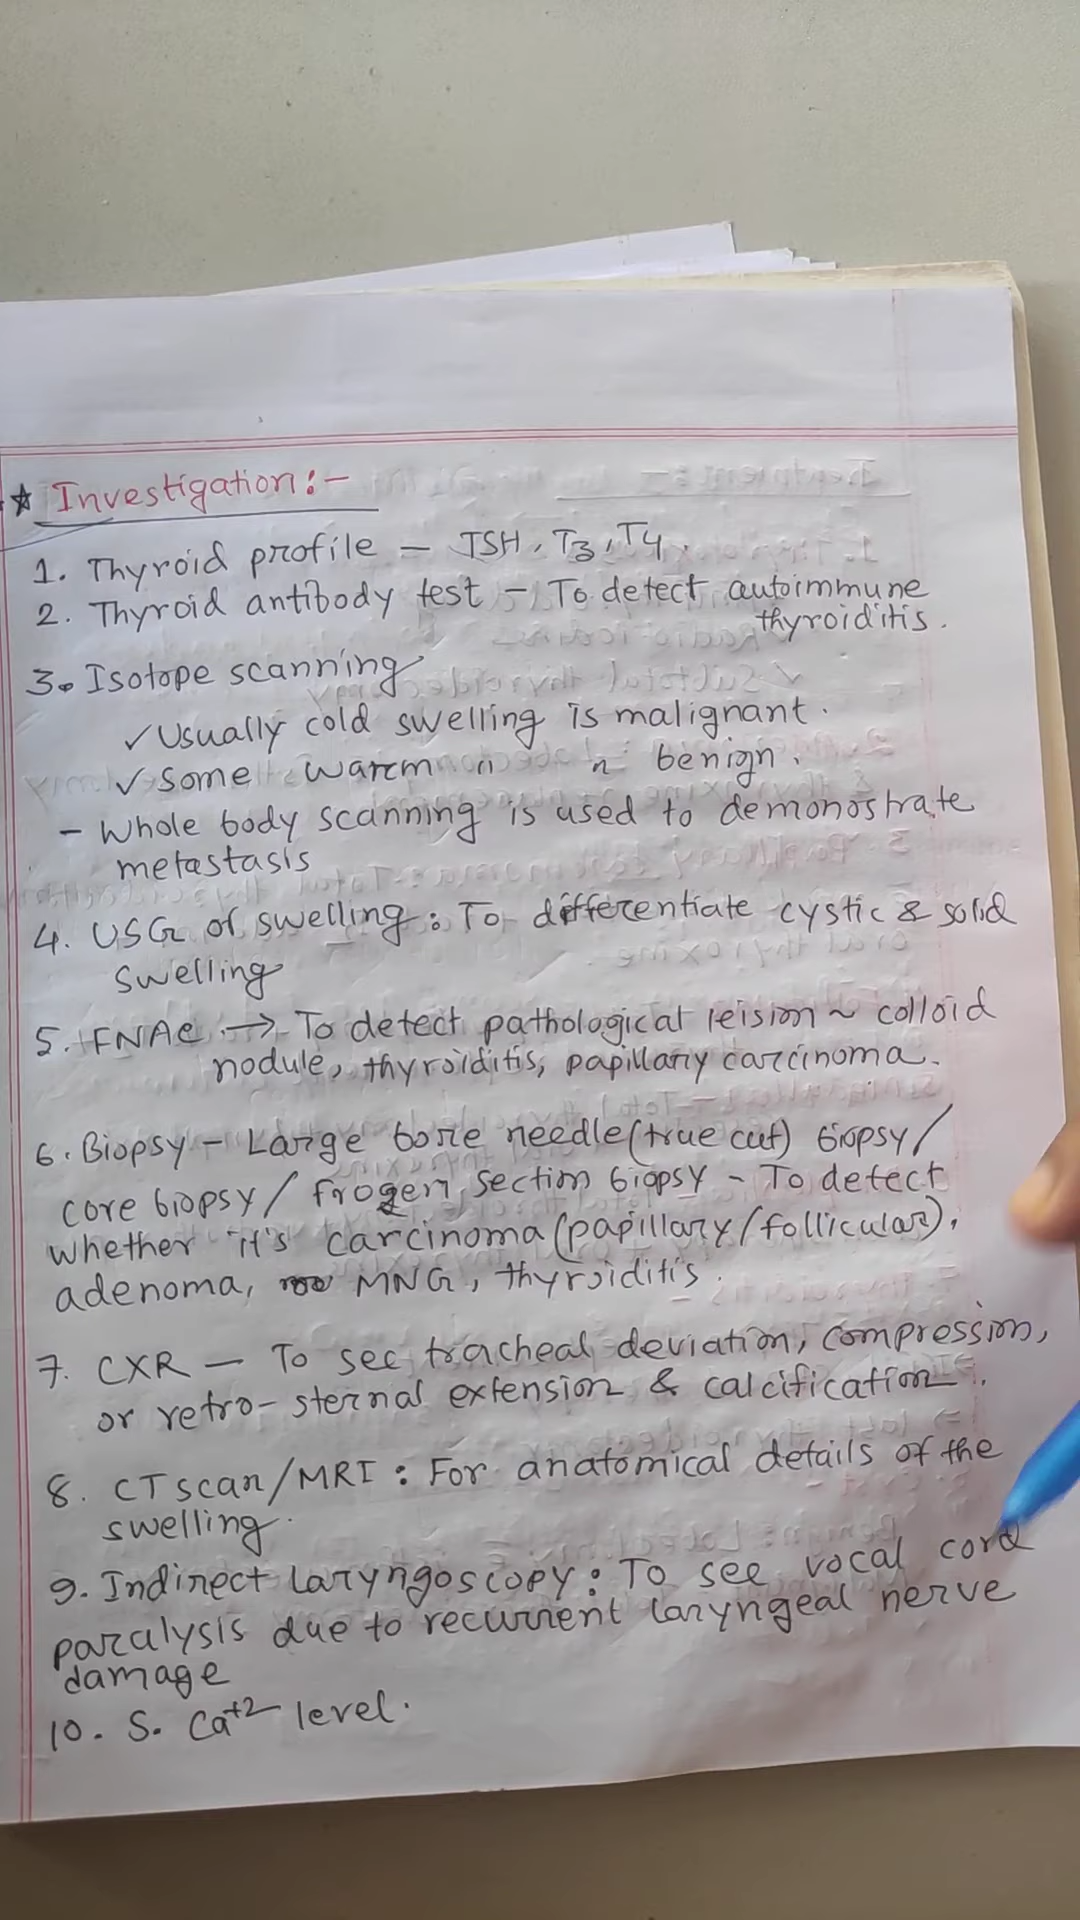 ★ Investigation:-
1. Thyroid profile - TSH, T3, T4.
2. Thyroid antibody test - To detect autoimmune
thyroiditis.
3. Isotope scanning
✓ Usually cold swelling is malignant.
✓ some warm " " benign.
- Whole body scanning is used to demonostrate
metastasis
4. USG of swelling: To differentiate cystic & solid
swelling
5. FNAC → To detect pathological leision ~ colloid
nodule, thyroiditis, papillary carcinoma.
6. Biopsy - Large bore needle (true cut) biopsy/
core biopsy / frogen section biopsy - To detect
whether it's carcinoma (papillary/follicular),
adenoma, MNG, thyroiditis.
7. CXR - To see tracheal deviation, compression,
or retro-sternal extension & calcification.
8. CT scan/MRI: For anatomical details of the
swelling.
9. Indirect laryngoscopy: To see vocal cord
paralysis due to recurrent laryngeal nerve
damage
10. S. Ca+2 level.